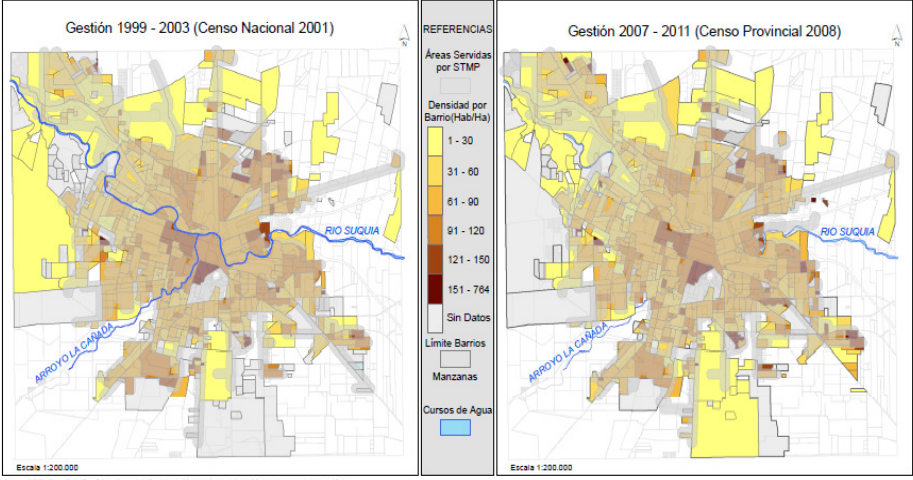 Gestión 1999 - 2003 (Censo Nacional 2001)
N
RIO SUQUIA
ARROYO LA CAÑADA
Escala 1:200.000
REFERENCIAS
Áreas Servidas
por STMP
Densidad por
Barrio(Hab/Ha)
1 - 30
31 - 60
61 - 90
91 - 120
121 - 150
151 - 764
Sin Datos
Límite Barrios
Manzanas
Cursos de Agua
Gestión 2007 - 2011 (Censo Provincial 2008)
N
RIO SUQUIA
ARROYO LA CAÑADA
Escala 1:200.000